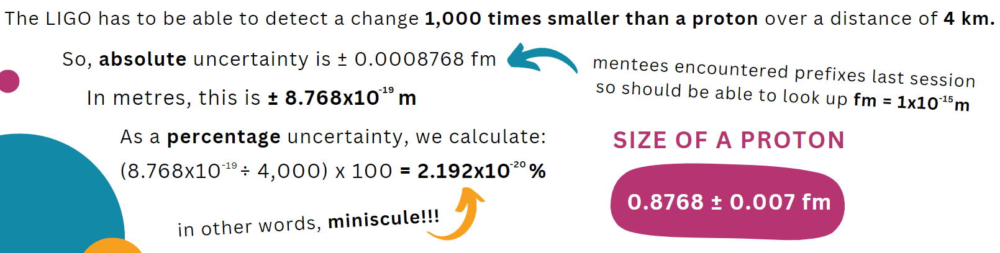 The LIGO has to be able to detect a change 1,000 times smaller than a proton over a distance of 4 km.
So, absolute uncertainty is ± 0.0008768 fm
mentees encountered prefixes last session
so should be able to look up fm = 1x10⁻¹⁵m
In metres, this is ± 8.768x10⁻¹⁹ m
As a percentage uncertainty, we calculate:
(8.768x10⁻¹⁹ ÷ 4,000) x 100 = 2.192x10⁻²⁰ %
in other words, miniscule!!!
SIZE OF A PROTON
0.8768 ± 0.007 fm